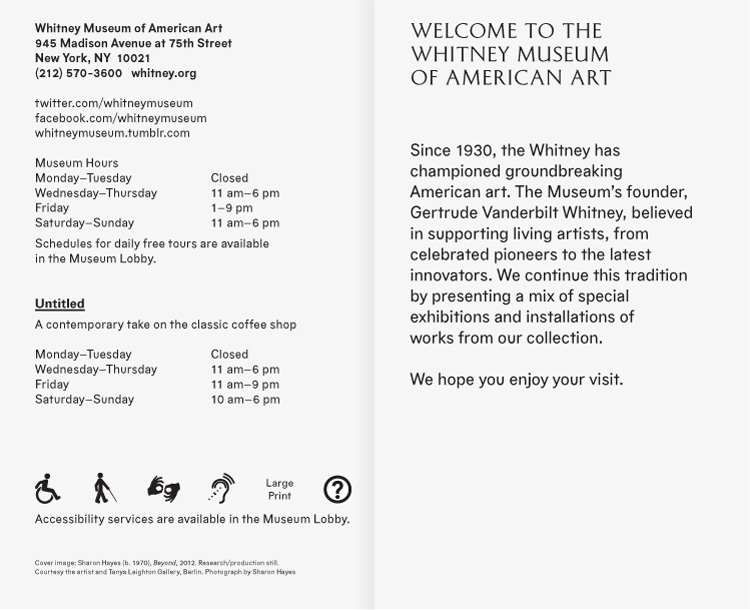 Whitney Museum of American Art
945 Madison Avenue at 75th Street
New York, NY 10021
(212) 570-3600 whitney.org
twitter.com/whitneymuseum
facebook.com/whitneymuseum
whitneymuseum.tumblr.com
Museum Hours
Monday–Tuesday Closed
Wednesday–Thursday 11 am–6 pm
Friday 1–9 pm
Saturday–Sunday 11 am–6 pm
Schedules for daily free tours are available
in the Museum Lobby.
Untitled
A contemporary take on the classic coffee shop
Monday–Tuesday Closed
Wednesday–Thursday 11 am–6 pm
Friday 11 am–9 pm
Saturday–Sunday 10 am–6 pm
Large
Print
?
Accessibility services are available in the Museum Lobby.
Cover image: Sharon Hayes (b. 1970), Beyond, 2012. Research/production still.
Courtesy the artist and Tanya Leighton Gallery, Berlin. Photograph by Sharon Hayes
WELCOME TO THE
WHITNEY MUSEUM
OF AMERICAN ART
Since 1930, the Whitney has
championed groundbreaking
American art. The Museum's founder,
Gertrude Vanderbilt Whitney, believed
in supporting living artists, from
celebrated pioneers to the latest
innovators. We continue this tradition
by presenting a mix of special
exhibitions and installations of
works from our collection.
We hope you enjoy your visit.